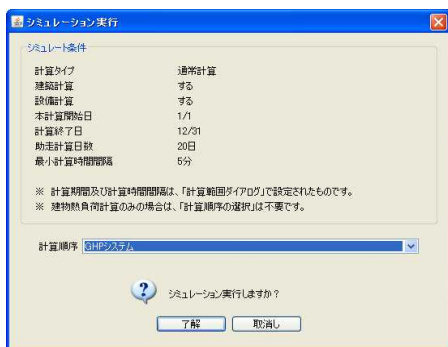 シミュレーション実行
シミュレート条件
計算タイプ 通常計算
建築計算 する
設備計算 する
本計算開始日 1/1
計算終了日 12/31
助走計算日数 20日
最小計算時間間隔 5分
※ 計算期間及び計算時間間隔は、「計算範囲ダイアログ」で設定されたものです。
※ 建物熱負荷計算のみの場合は、「計算順序の選択」は不要です。
計算順序 GHPシステム
シミュレーション実行しますか？
了解 取消し